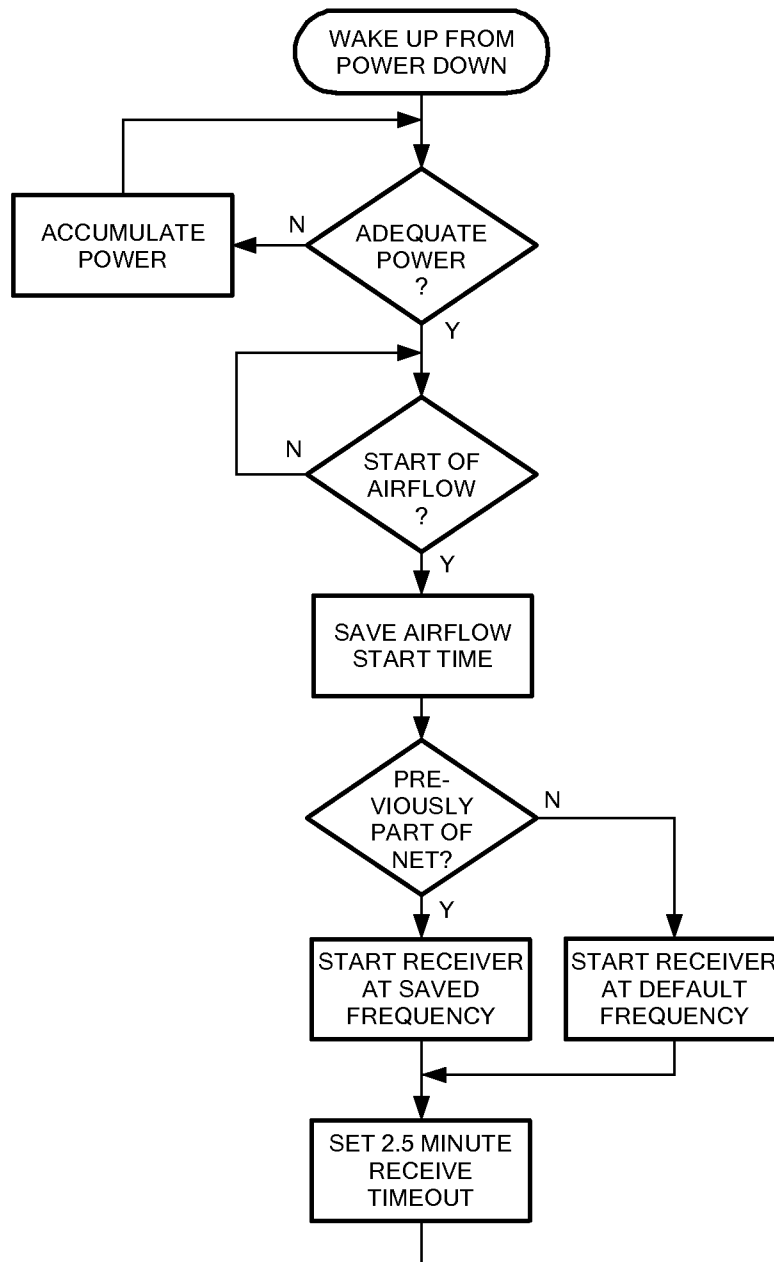 WAKE UP FROM
POWER DOWN
N
ACCUMULATE
POWER
ADEQUATE
POWER
?
Y
N
START OF
AIRFLOW
?
Y
SAVE AIRFLOW
START TIME
PRE-
VIOUSLY
PART OF
NET?
N
Y
START RECEIVER
AT SAVED
FREQUENCY
START RECEIVER
AT DEFAULT
FREQUENCY
SET 2.5 MINUTE
RECEIVE
TIMEOUT